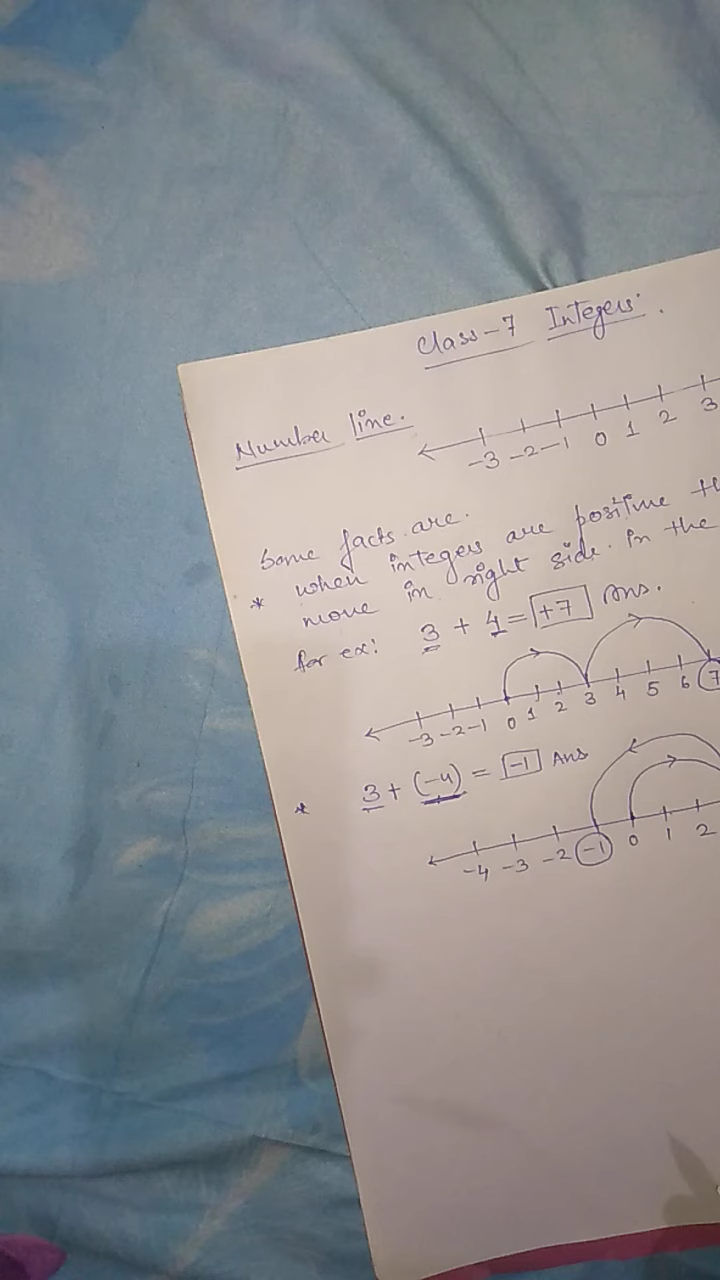 Class-7 Integers.
Number line.
-3 -2 -1 0 1 2 3
Some facts are.
* when integers are positive
move in right side. in the
for ex: 3 + 4 = +7 Ans.
-3 -2 -1 0 1 2 3 4 5 6 7
* 3 + (-4) = -1 Ans
-4 -3 -2 -1 0 1 2